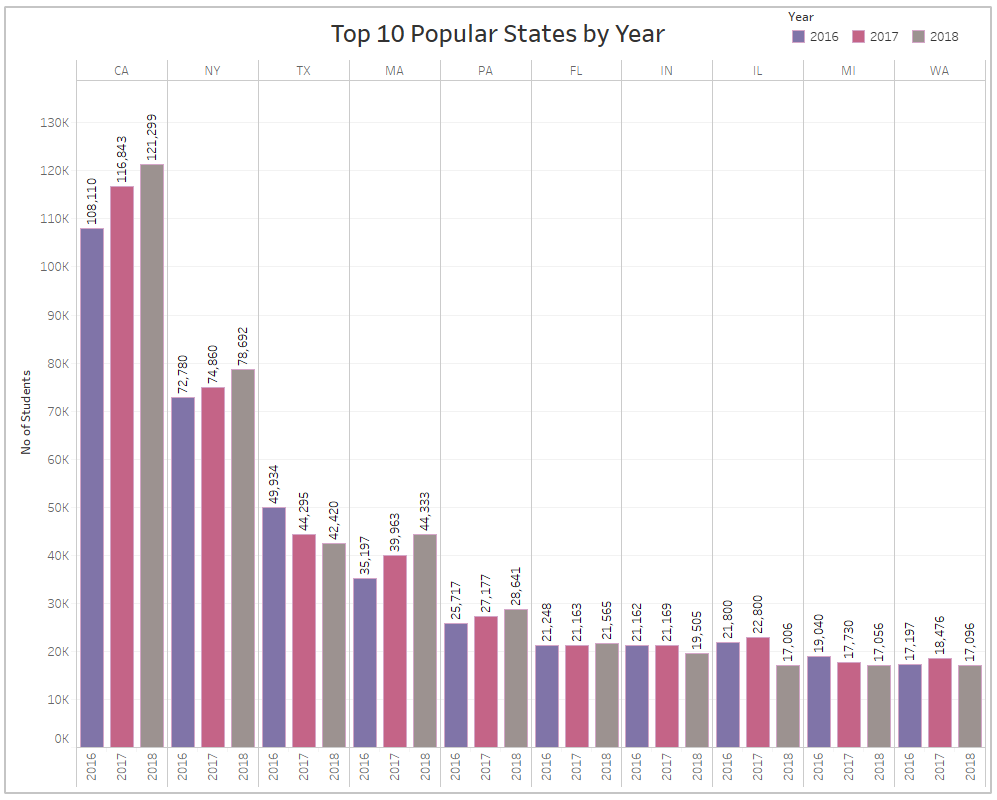 Top 10 Popular States by Year
Year
2016 2017 2018
CA NY TX MA PA FL IN IL MI WA
No of Students
130K
120K
110K
100K
90K
80K
70K
60K
50K
40K
30K
20K
10K
0K
108,110 116,843 121,299
72,780 74,860 78,692
49,934 44,295 42,420
35,197 39,963 44,333
25,717 27,177 28,641
21,248 21,163 21,565
21,162 21,169 19,505
21,800 22,800 17,006
19,040 17,730 17,056
17,197 18,476 17,096
2016 2017 2018 2016 2017 2018 2016 2017 2018 2016 2017 2018 2016 2017 2018 2016 2017 2018 2016 2017 2018 2016 2017 2018 2016 2017 2018 2016 2017 2018